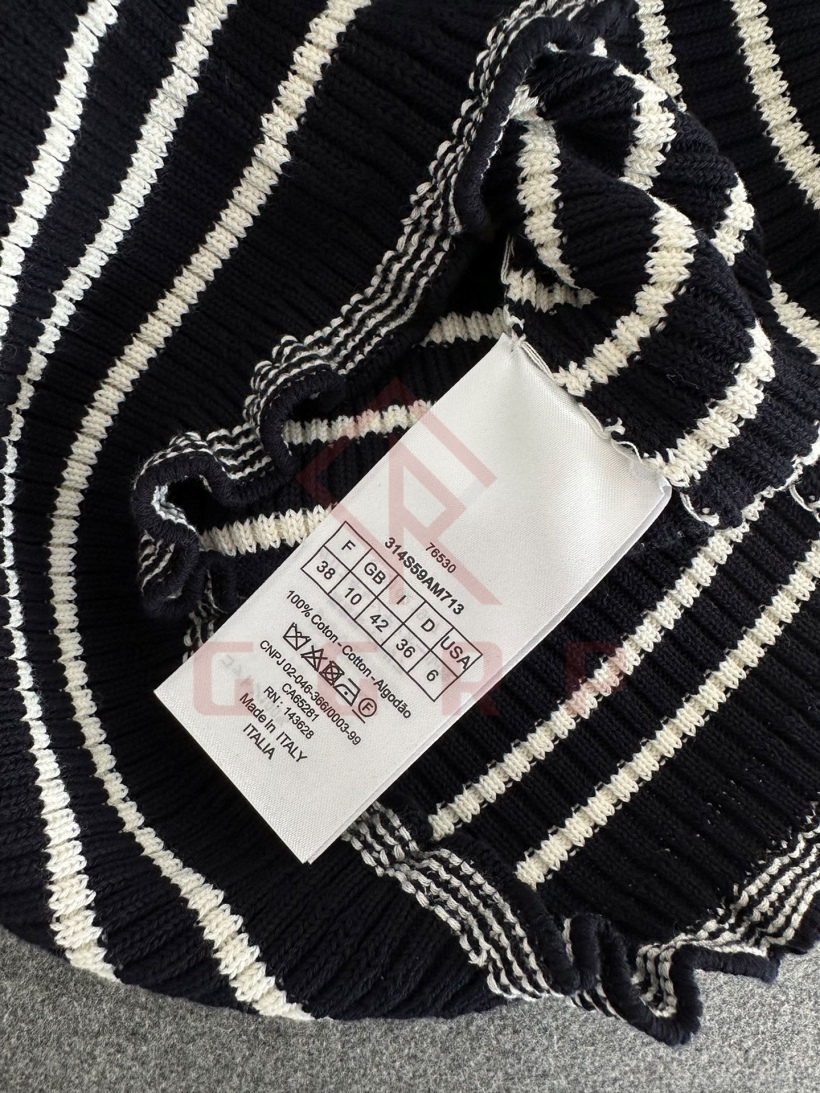 76530
314S59AM713
F GB I D USA
38 10 42 36 6
100% Coton - Cotton - Algodão
F
CNPJ 02-046-366/0003-99
CA65281
RN : 143628
Made In ITALY
ITALIA
GRP